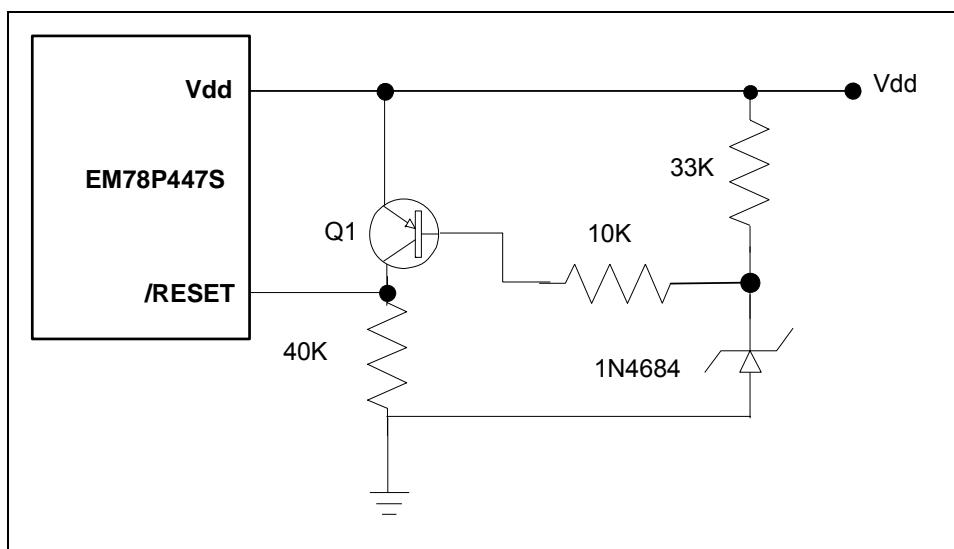 Vdd
Vdd
33K
EM78P447S
Q1
10K
/RESET
40K
1N4684